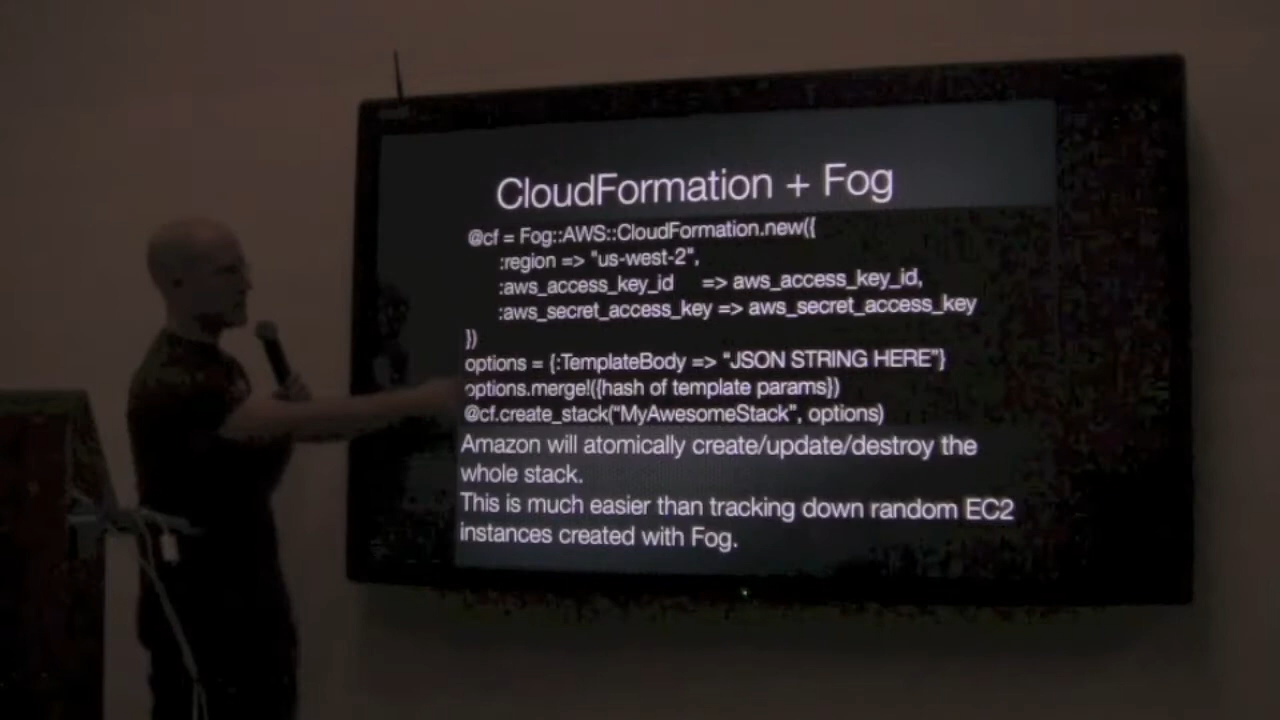 CloudFormation + Fog
@cf = Fog::AWS::CloudFormation.new({
:region => "us-west-2",
:aws_access_key_id => aws_access_key_id,
:aws_secret_access_key => aws_secret_access_key
})
options = {:TemplateBody => “JSON STRING HERE”}
options.merge!({hash of template params})
@cf.create_stack(“MyAwesomeStack”, options)
Amazon will atomically create/update/destroy the
whole stack.
This is much easier than tracking down random EC2
instances created with Fog.